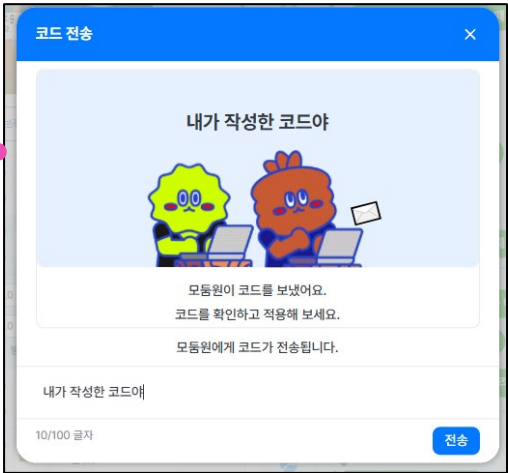 코드 전송
내가 작성한 코드야
모둠원이 코드를 보냈어요.
코드를 확인하고 적용해 보세요.
모둠원에게 코드가 전송됩니다.
내가 작성한 코드야
10/100 글자
전송